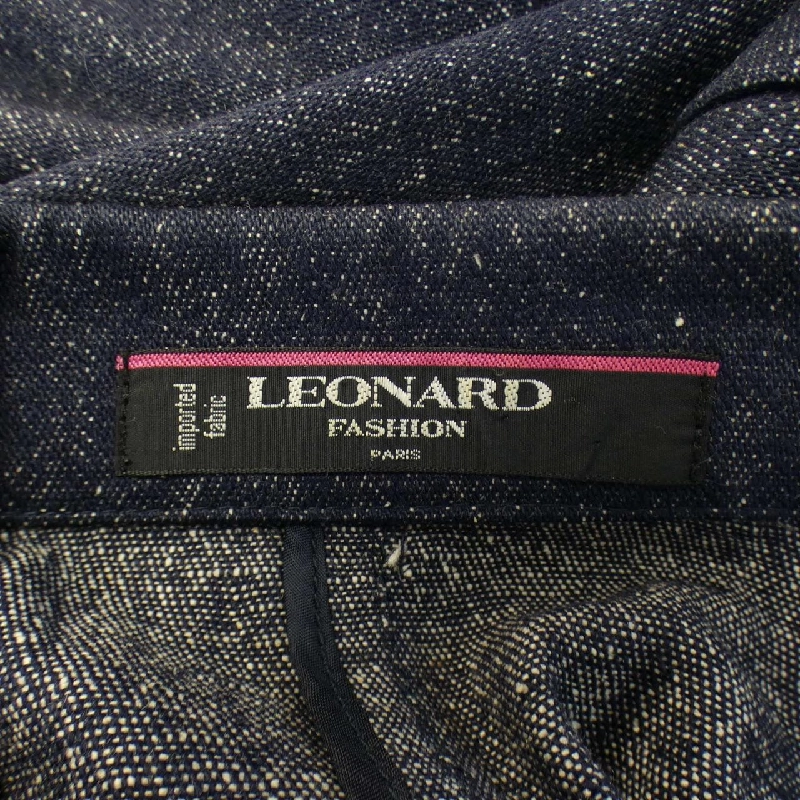 imported
fabric
LEONARD
FASHION
PARIS